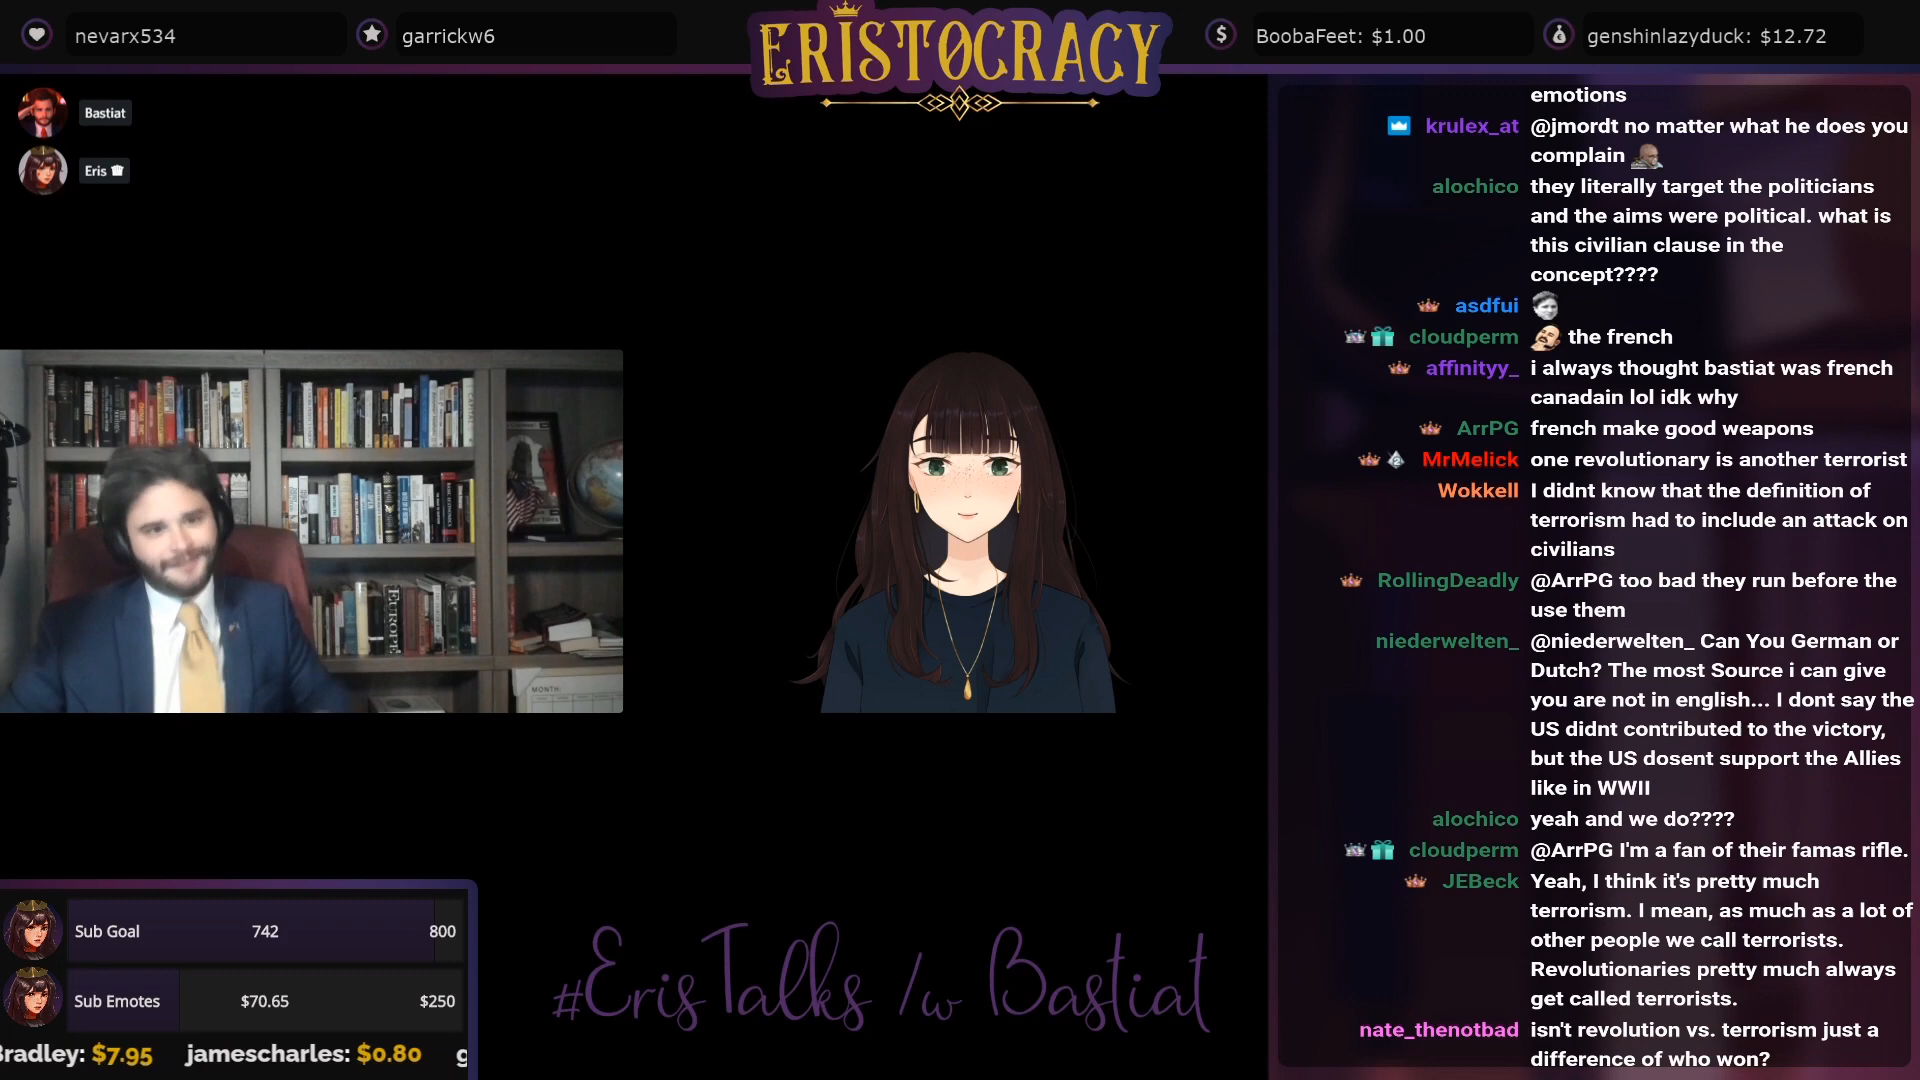 nevarx534
garrickw6
ERISTOCRACY
BoobaFeet: $1.00
genshinlazyduck: $12.72
Bastiat
Eris
emotions
krulex_at @jmordt no matter what he does you
complain
alochico they literally target the politicians
and the aims were political. what is
this civilian clause in the
concept????
asdfui
cloudperm the french
affinityy_ i always thought bastiat was french
canadain lol idk why
ArrPG french make good weapons
MrMelick one revolutionary is another terrorist
Wokkell I didnt know that the definition of
terrorism had to include an attack on
civilians
RollingDeadly @ArrPG too bad they run before the
use them
niederwelten_ @niederwelten_ Can You German or
Dutch? The most Source i can give
you are not in english... I dont say the
US didnt contributed to the victory,
but the US dosent support the Allies
like in WWII
alochico yeah and we do????
cloudperm @ArrPG I'm a fan of their famas rifle.
JEBeck Yeah, I think it's pretty much
terrorism. I mean, as much as a lot of
other people we call terrorists.
Revolutionaries pretty much always
get called terrorists.
nate_thenotbad isn't revolution vs. terrorism just a
difference of who won?
EUROPE
MONTH:
Sub Goal 742 800
Sub Emotes $70.65 $250
Bradley: $7.95 jamescharles: $0.80 g
#ErisTalks /w Bastiat